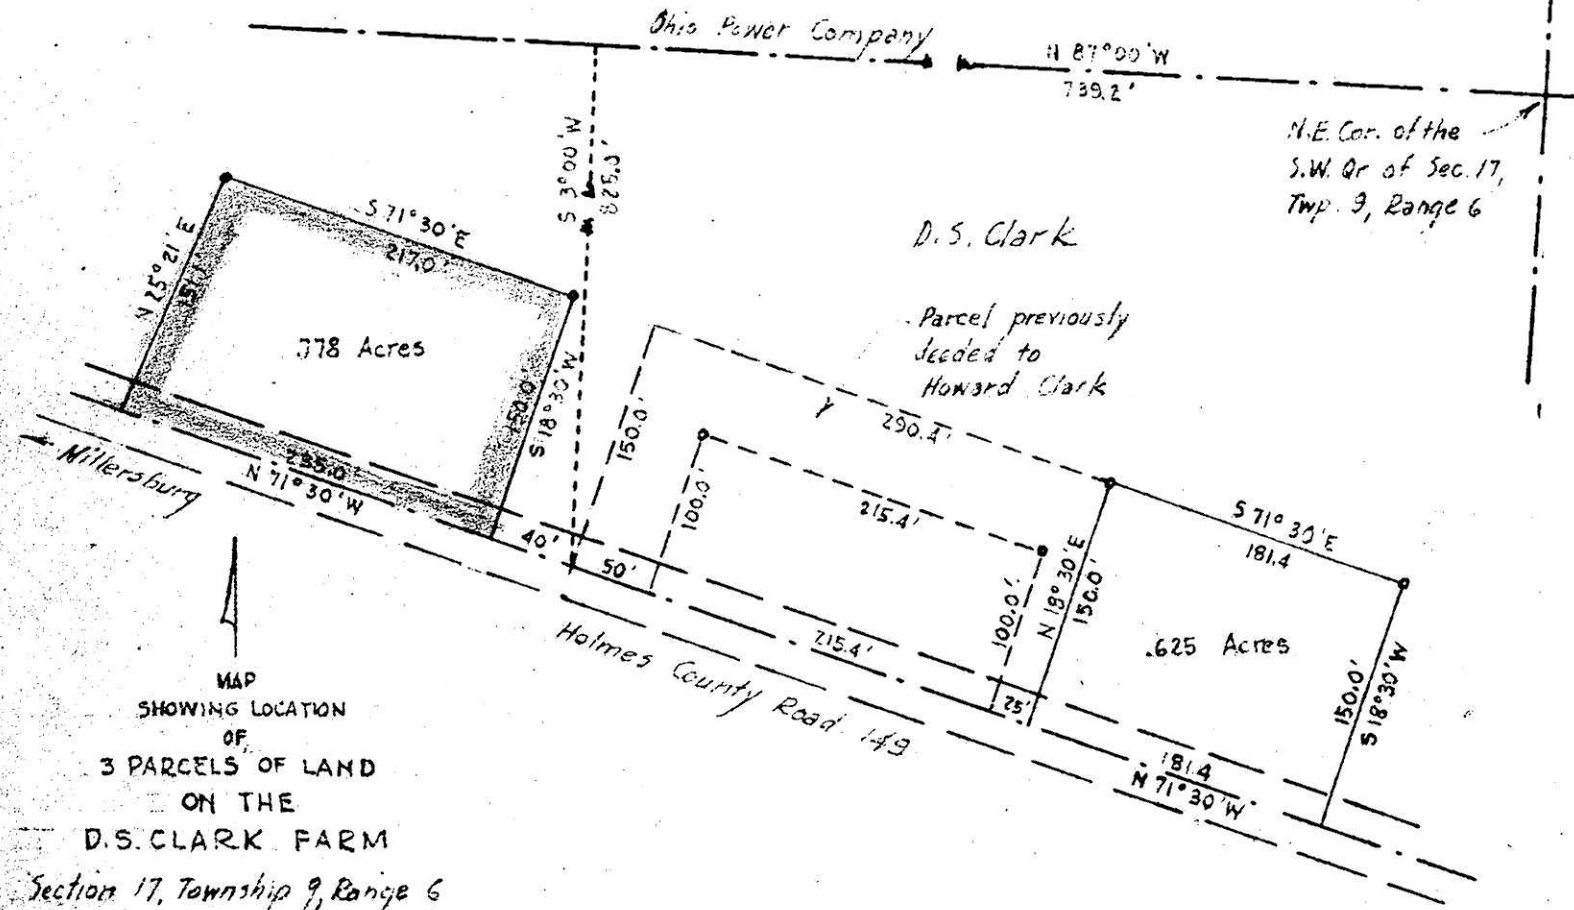 Ohio Power Company
N 87°00'W
739.2'
N.E. Cor. of the
S.W. Qr of Sec. 17,
Twp. 9, Range 6
S 3°00'W
825.0'
D.S. Clark
S 71°30'E
217.0'
N 25°21'E
151.1'
.778 Acres
150.0'
S 18°30'W
235.0
N 71°30'W
Millersburg
Parcel previously
deeded to
Howard Clark
290.4'
150.0'
100.0'
215.4'
100.0'
N 18°30'E
150.0'
S 71°30'E
181.4
.625 Acres
150.0'
S 18°30'W
40'
50'
215.4'
25'
181.4
N 71°30'W
Holmes County Road 149
MAP
SHOWING LOCATION
OF
3 PARCELS OF LAND
ON THE
D.S. CLARK FARM
Section 17, Township 9, Range 6